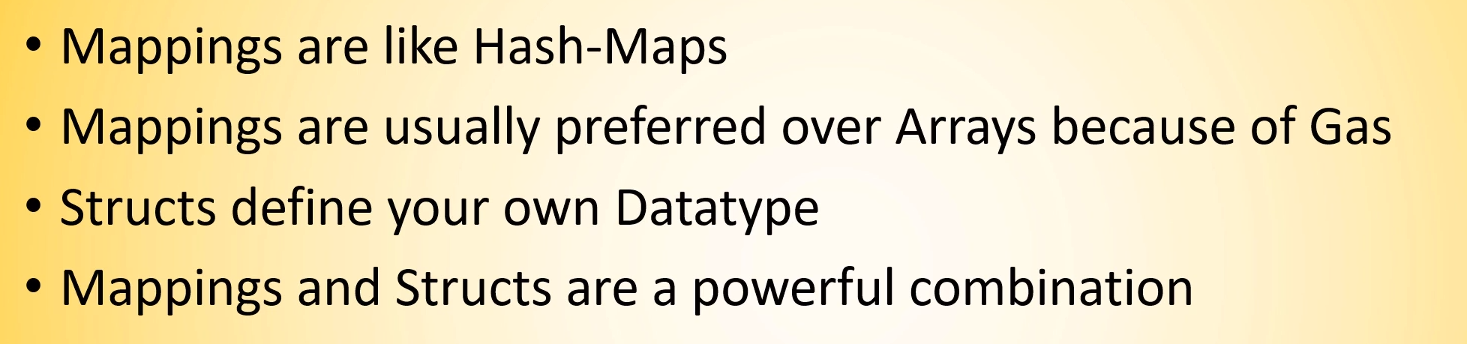 • Mappings are like Hash-Maps
• Mappings are usually preferred over Arrays because of Gas
• Structs define your own Datatype
• Mappings and Structs are a powerful combination